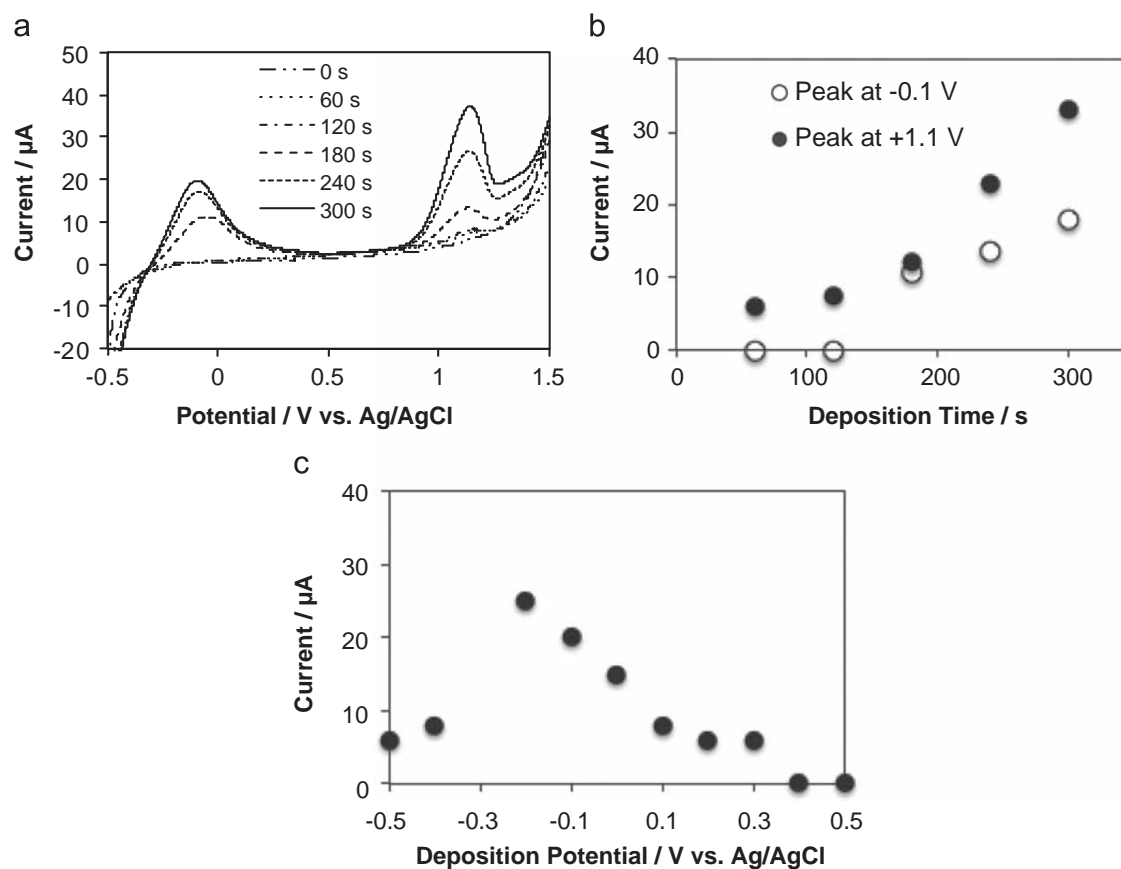 a
50
40
30
20
10
0
-10
-20
Current / µA
0 s
60 s
120 s
180 s
240 s
300 s
-0.5
0
0.5
1
1.5
Potential / V vs. Ag/AgCl
b
40
30
20
10
0
Current / µA
Peak at -0.1 V
Peak at +1.1 V
0
100
200
300
Deposition Time / s
c
40
30
20
10
0
Current / µA
-0.5
-0.3
-0.1
0.1
0.3
0.5
Deposition Potential / V vs. Ag/AgCl